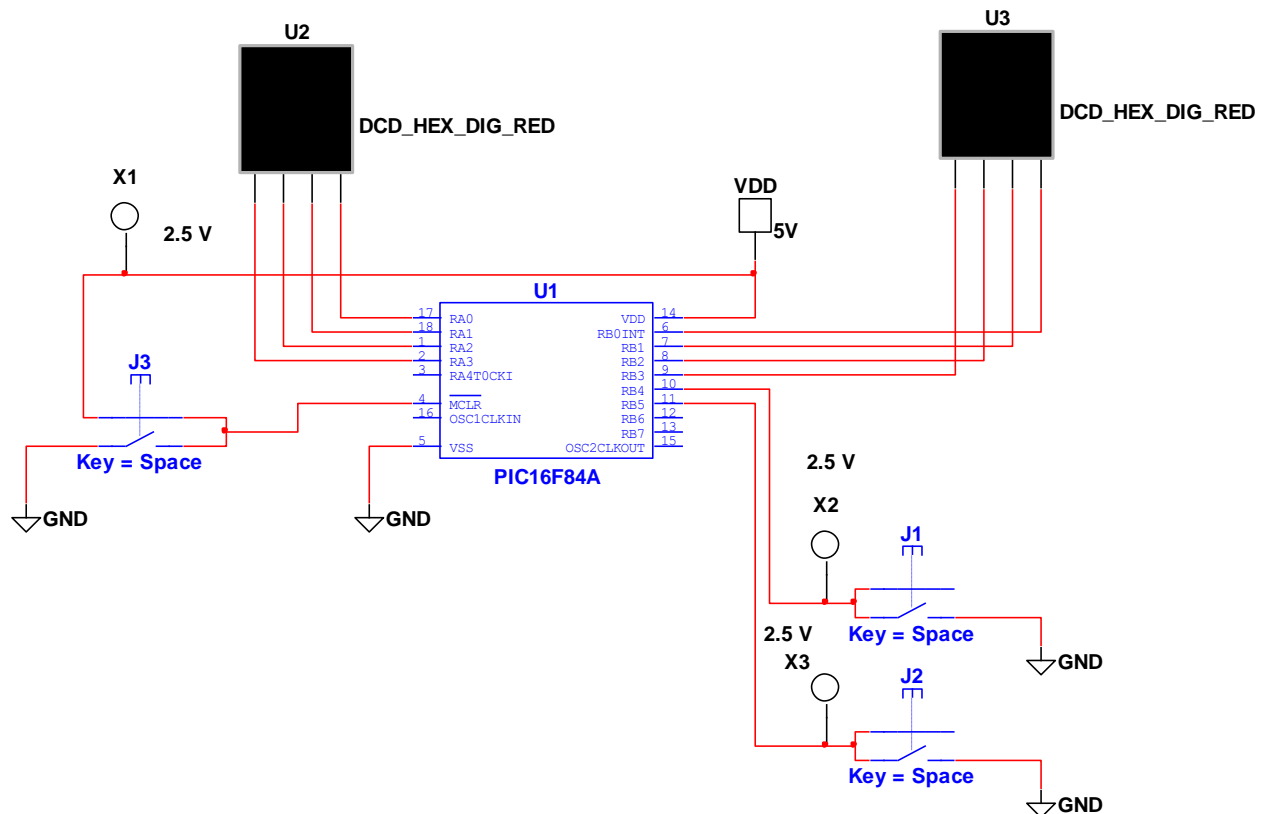 U2
U3
DCD_HEX_DIG_RED
DCD_HEX_DIG_RED
X1
VDD
2.5 V
5V
U1
17 RA0 VDD 14
18 RA1 RB0INT 6
1 RA2 RB1 7
2 RA3 RB2 8
3 RA4T0CKI RB3 9
RB4 10
4 MCLR RB5 11
16 OSC1CLKIN RB6 12
RB7 13
5 VSS OSC2CLKOUT 15
J3
Key = Space
PIC16F84A
2.5 V
GND
GND
X2
J1
2.5 V
Key = Space
X3
GND
J2
Key = Space
GND